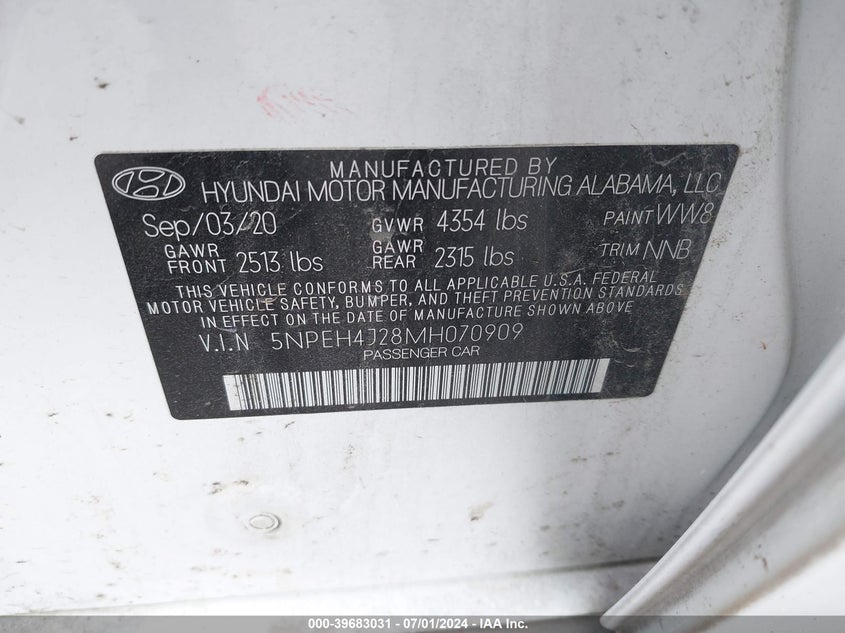 MANUFACTURED BY
HYUNDAI MOTOR MANUFACTURING ALABAMA, LLC
Sep/03/20 GVWR 4354 lbs PAINT WW8
GAWR FRONT 2513 lbs GAWR REAR 2315 lbs TRIM NNB
THIS VEHICLE CONFORMS TO ALL APPLICABLE U.S.A. FEDERAL
MOTOR VEHICLE SAFETY, BUMPER, AND THEFT PREVENTION STANDARDS
IN EFFECT ON THE DATE OF MANUFACTURE SHOWN ABOVE
V.I.N 5NPEH4J28MH070909
PASSENGER CAR
000-39683031 - 07/01/2024 - IAAI Inc.